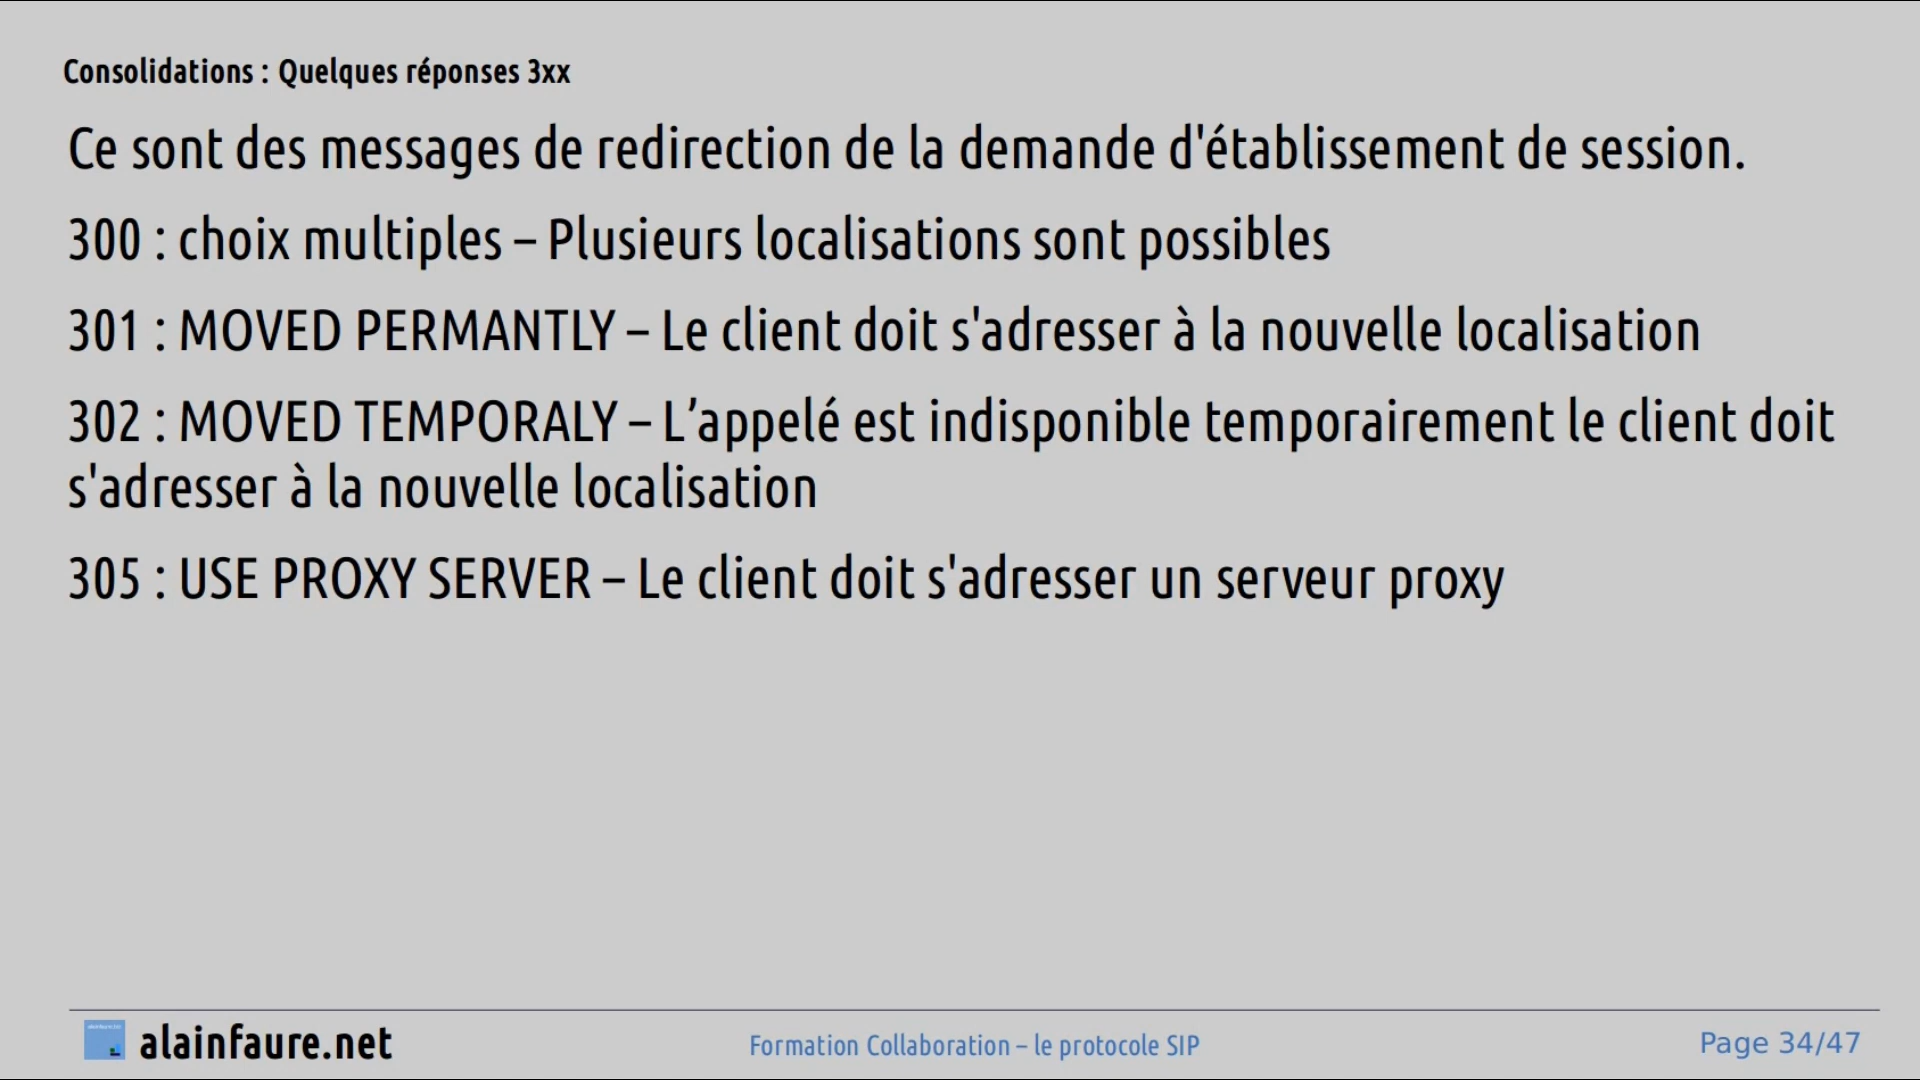 Consolidations : Quelques réponses 3xx
Ce sont des messages de redirection de la demande d'établissement de session.
300 : choix multiples – Plusieurs localisations sont possibles
301 : MOVED PERMANTLY – Le client doit s'adresser à la nouvelle localisation
302 : MOVED TEMPORALY – L’appelé est indisponible temporairement le client doit
s'adresser à la nouvelle localisation
305 : USE PROXY SERVER – Le client doit s'adresser un serveur proxy
alainfaure.net
Formation Collaboration – le protocole SIP
Page 34/47